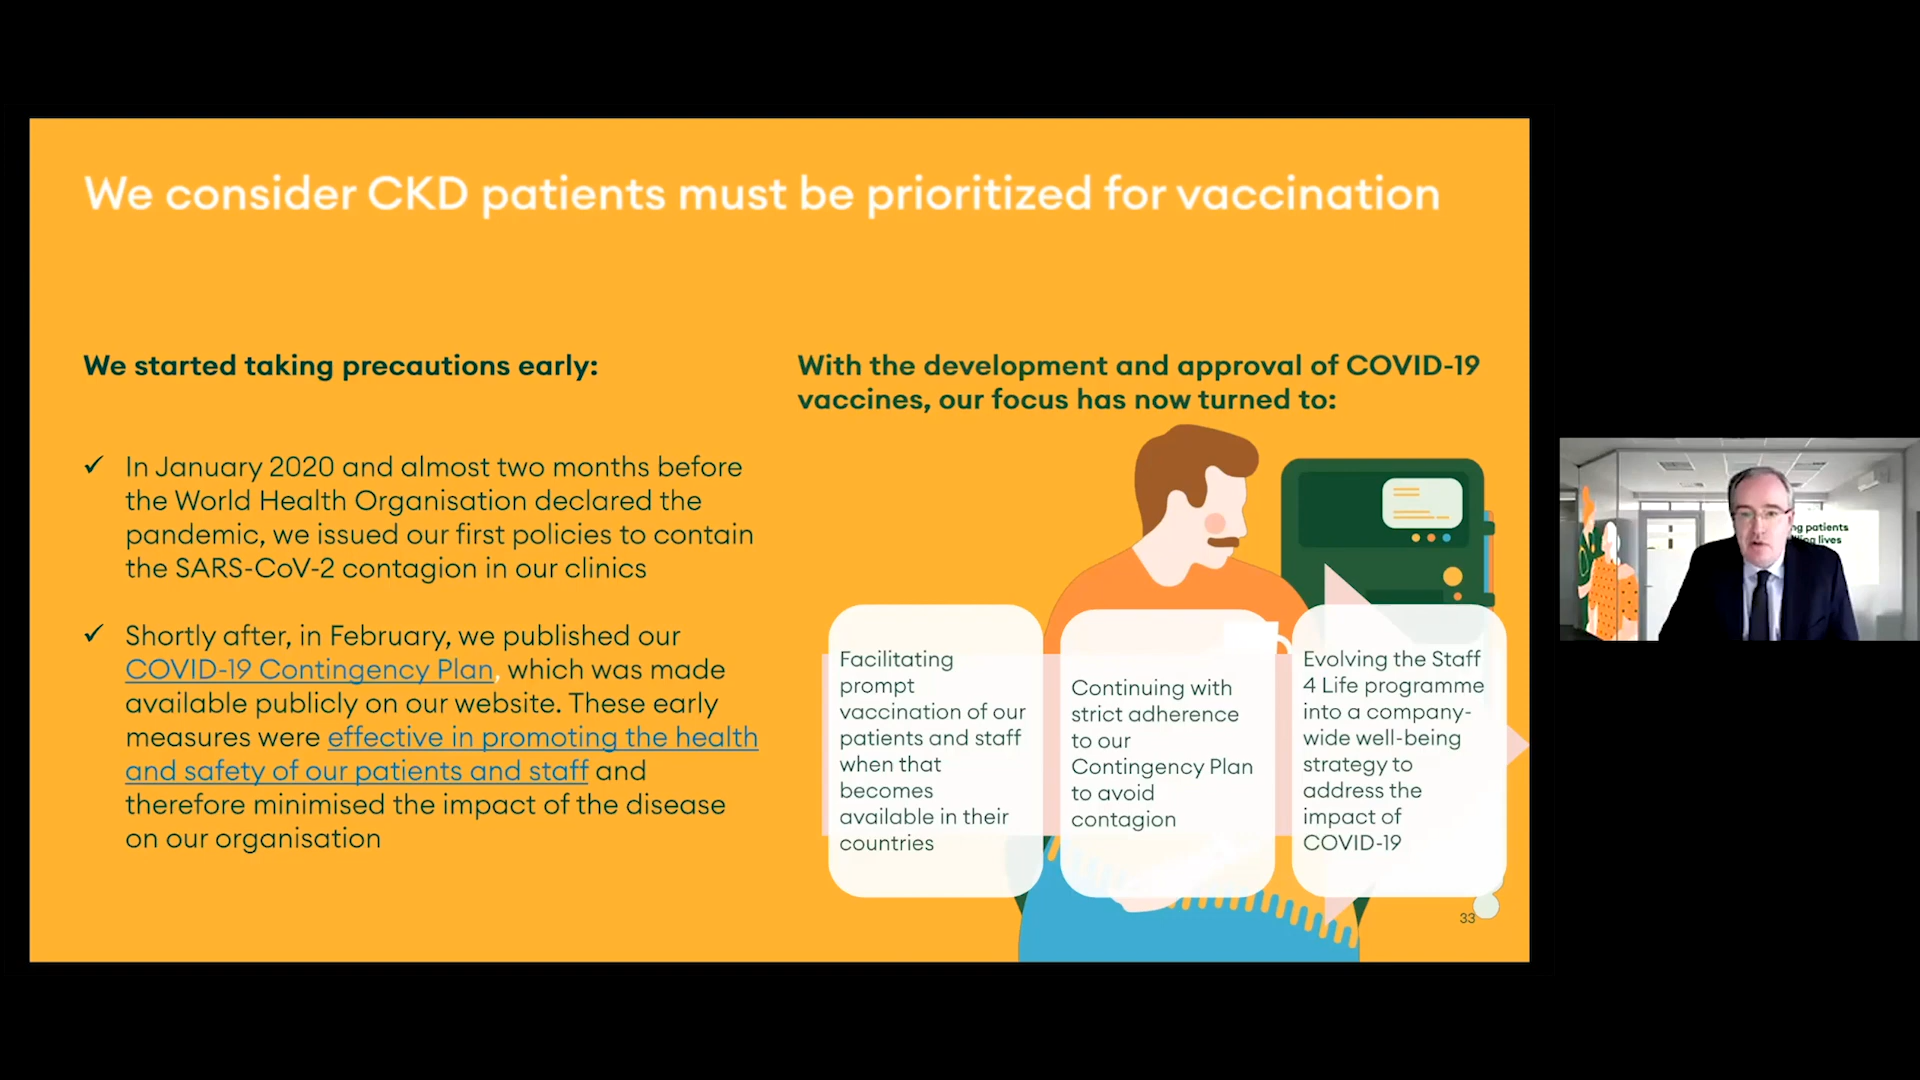 We consider CKD patients must be prioritized for vaccination
We started taking precautions early:
✓ In January 2020 and almost two months before
the World Health Organisation declared the
pandemic, we issued our first policies to contain
the SARS-CoV-2 contagion in our clinics
✓ Shortly after, in February, we published our
COVID-19 Contingency Plan, which was made
available publicly on our website. These early
measures were effective in promoting the health
and safety of our patients and staff and
therefore minimised the impact of the disease
on our organisation
With the development and approval of COVID-19
vaccines, our focus has now turned to:
Facilitating
prompt
vaccination of our
patients and staff
when that
becomes
available in their
countries
Continuing with
strict adherence
to our
Contingency Plan
to avoid
contagion
Evolving the Staff
4 Life programme
into a company-
wide well-being
strategy to
address the
impact of
COVID-19
33
patients
lives